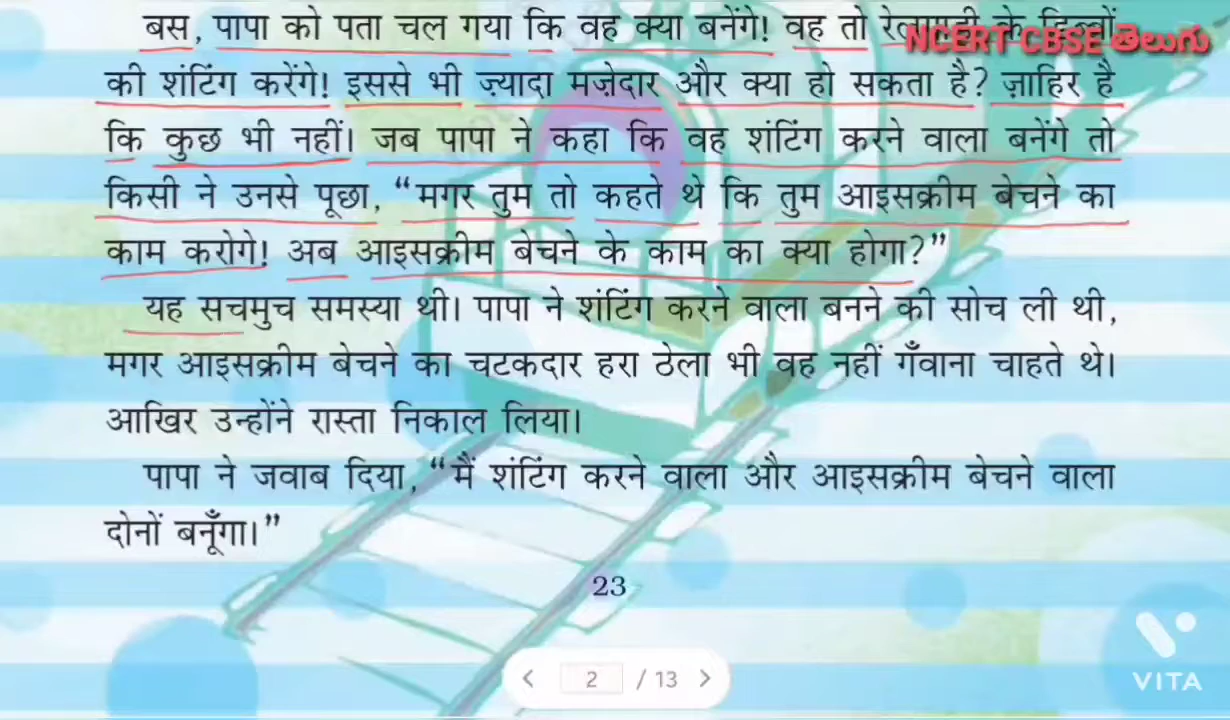 बस, पापा को पता चल गया कि वह क्या बनेंगे! वह तो के
NCERT CBSE తెలుగు
की शंटिंग करेंगे! इससे भी ज़्यादा मज़ेदार और क्या हो सकता है? ज़ाहिर है
कि कुछ भी नहीं। जब पापा ने कहा कि वह शंटिंग करने वाला बनेंगे तो
किसी ने उनसे पूछा, “मगर तुम तो कहते थे कि तुम आइसक्रीम बेचने का
काम करोगे! अब आइसक्रीम बेचने के काम का क्या होगा?”
यह सचमुच समस्या थी। पापा ने शंटिंग करने वाला बनने की सोच ली थी,
मगर आइसक्रीम बेचने का चटकदार हरा ठेला भी वह नहीं गँवाना चाहते थे।
आखिर उन्होंने रास्ता निकाल लिया।
पापा ने जवाब दिया, “मैं शंटिंग करने वाला और आइसक्रीम बेचने वाला
दोनों बनूँगा।”
23
2 / 13
VITA